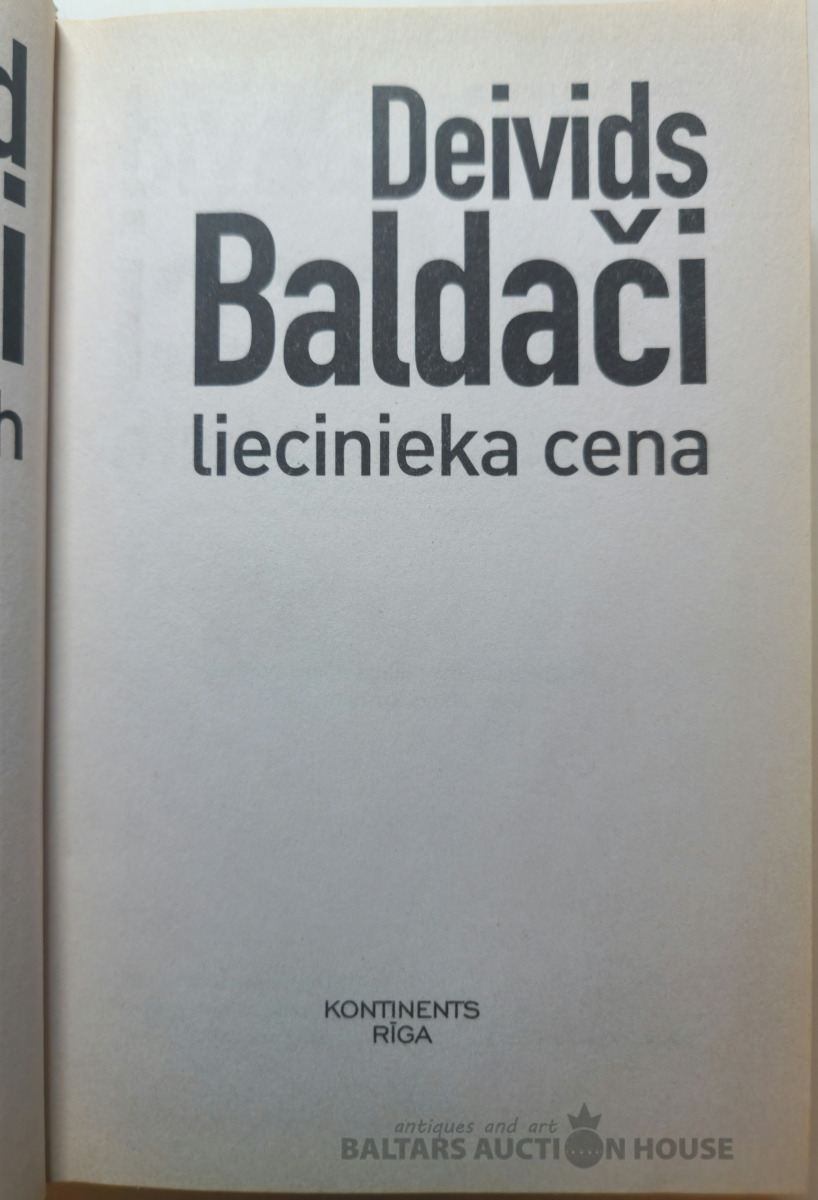 Deivids
Baldači
liecinieka cena
KONTINENTS
RĪGA
antiques and art
BALTARS AUCTION HOUSE